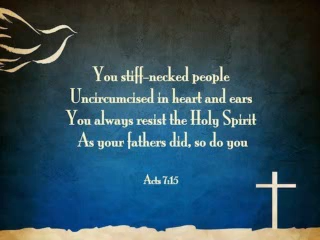 You stiff-necked people
Uncircumcised in heart and ears
You always resist the Holy Spirit
As your fathers did, so do you
Acts 7:15